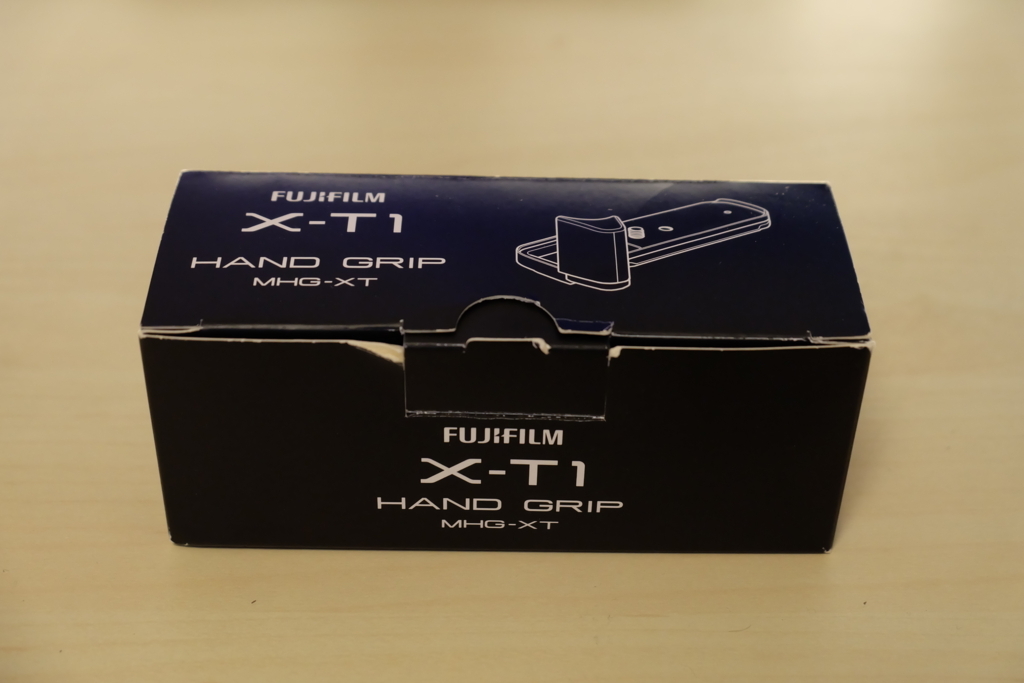 FUJIFILM
X-T1
HAND GRIP
MHG-XT
FUJIFILM
X-T1
HAND GRIP
MHG-XT